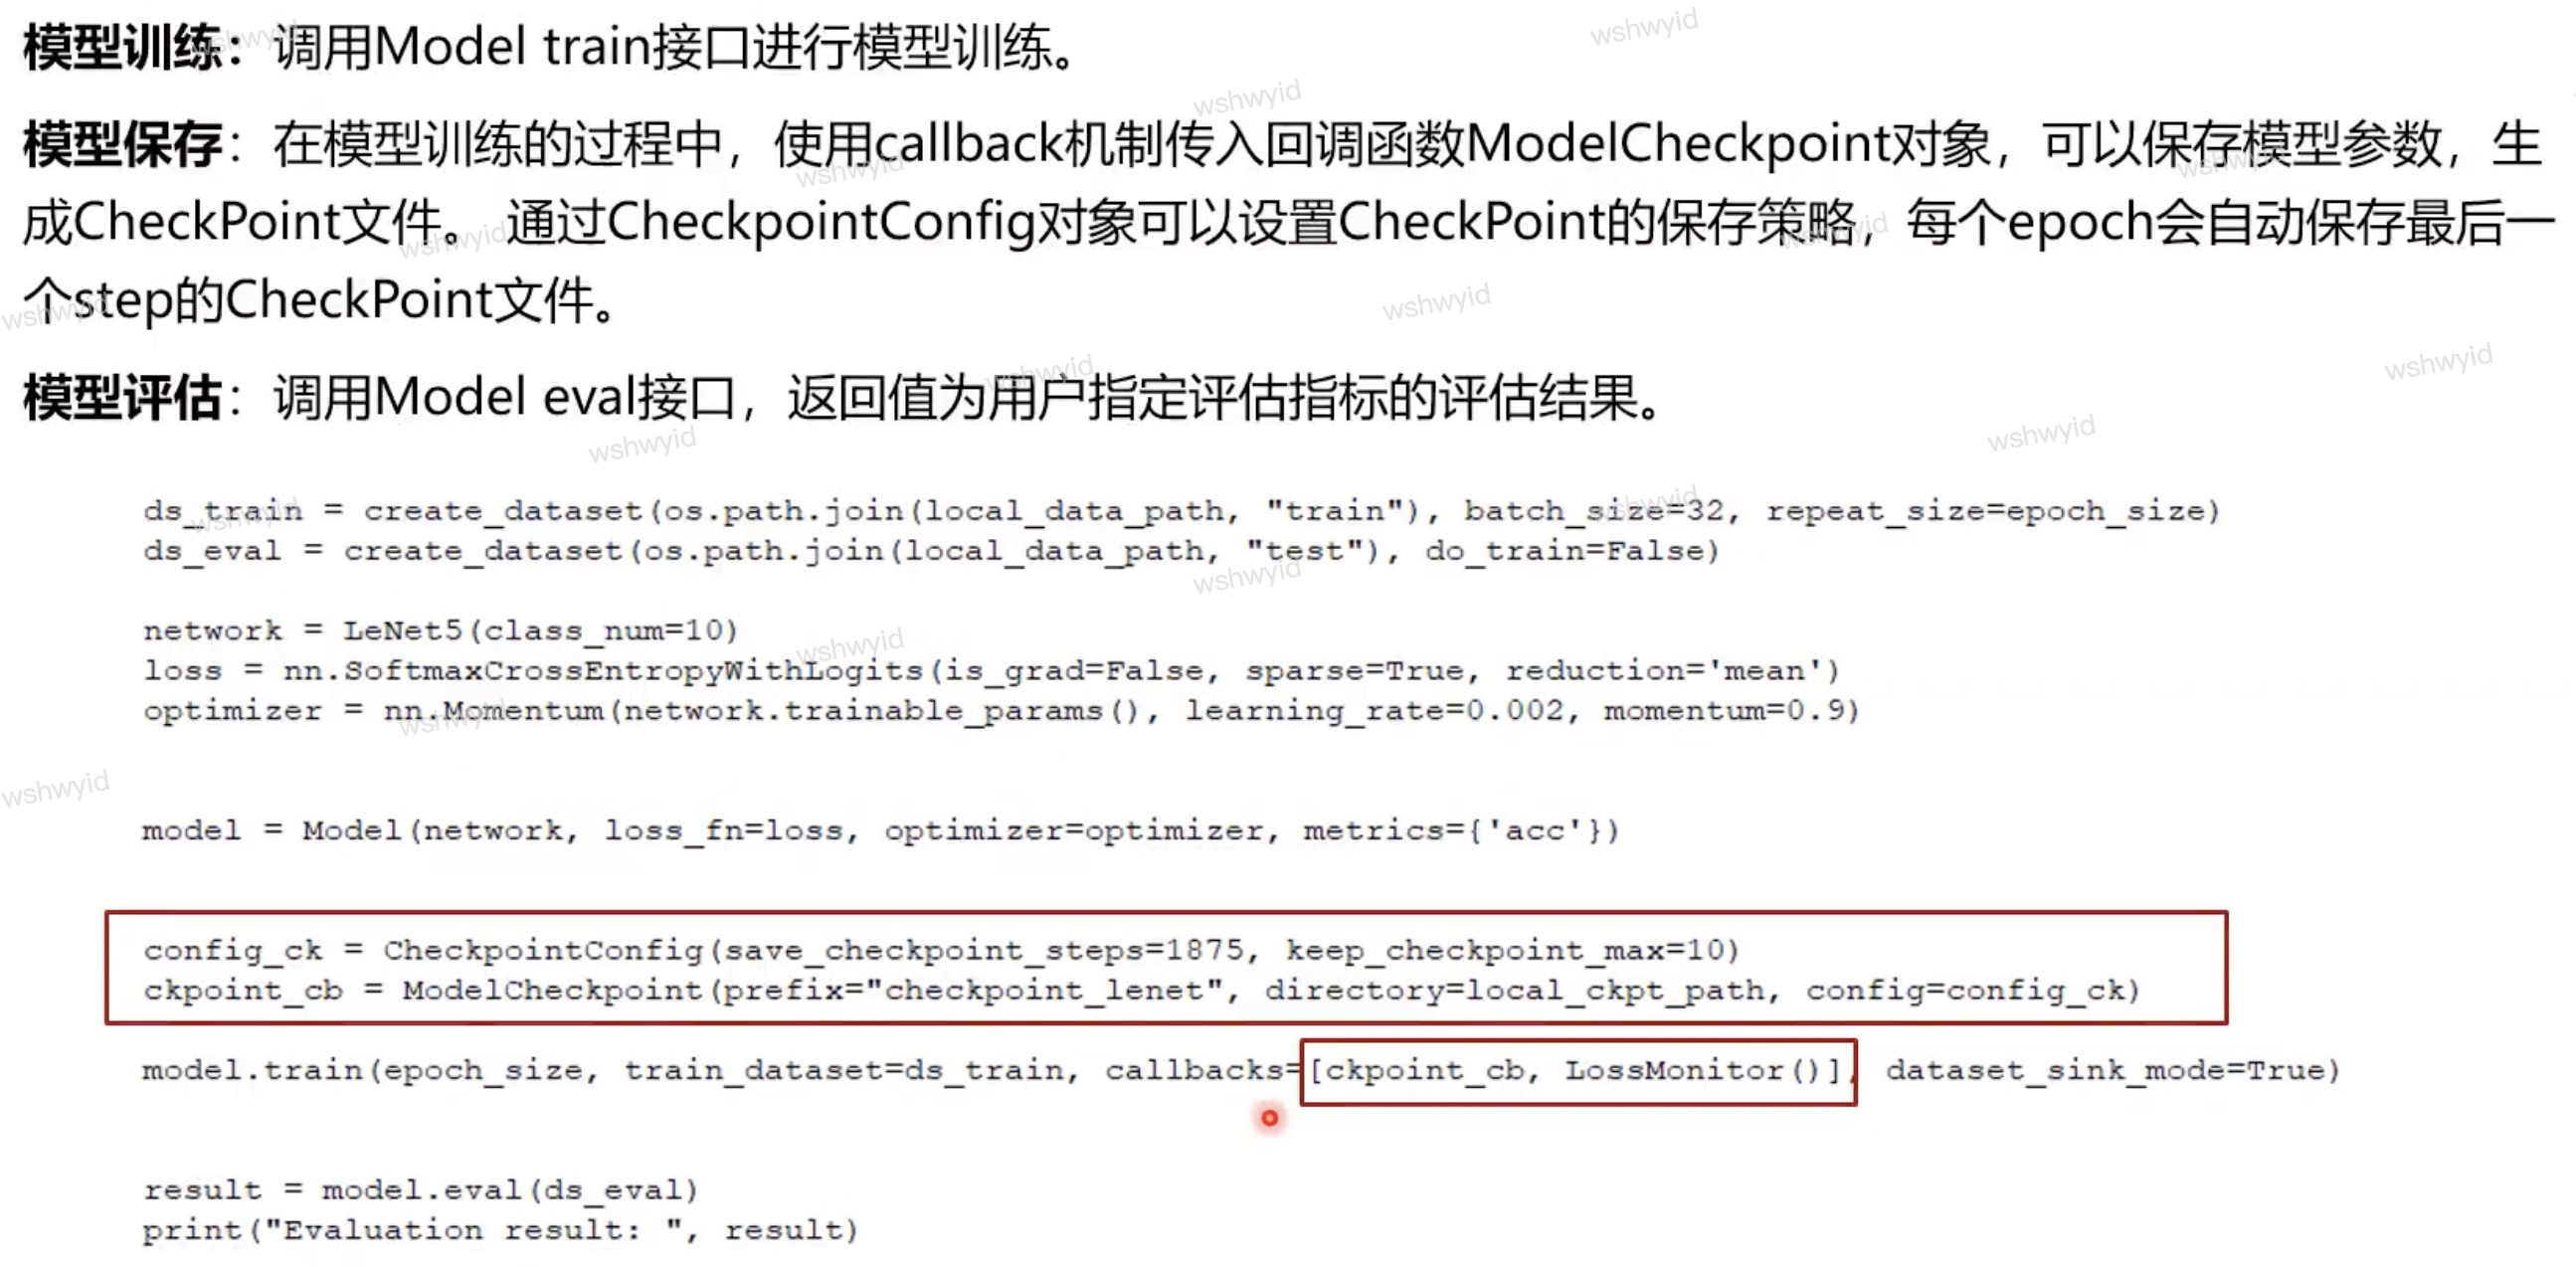 模型训练：调用Model train接口进行模型训练。
模型保存：在模型训练的过程中，使用callback机制传入回调函数ModelCheckpoint对象，可以保存模型参数，生
成CheckPoint文件。 通过CheckpointConfig对象可以设置CheckPoint的保存策略，每个epoch会自动保存最后一
个step的CheckPoint文件。
模型评估：调用Model eval接口，返回值为用户指定评估指标的评估结果。
ds_train = create_dataset(os.path.join(local_data_path, "train"), batch_size=32, repeat_size=epoch_size)
ds_eval = create_dataset(os.path.join(local_data_path, "test"), do_train=False)
network = LeNet5(class_num=10)
loss = nn.SoftmaxCrossEntropyWithLogits(is_grad=False, sparse=True, reduction='mean')
optimizer = nn.Momentum(network.trainable_params(), learning_rate=0.002, momentum=0.9)
model = Model(network, loss_fn=loss, optimizer=optimizer, metrics={'acc'})
config_ck = CheckpointConfig(save_checkpoint_steps=1875, keep_checkpoint_max=10)
ckpoint_cb = ModelCheckpoint(prefix="checkpoint_lenet", directory=local_ckpt_path, config=config_ck)
model.train(epoch_size, train_dataset=ds_train, callbacks=[ckpoint_cb, LossMonitor()], dataset_sink_mode=True)
result = model.eval(ds_eval)
print("Evaluation result: ", result)
wshwyid